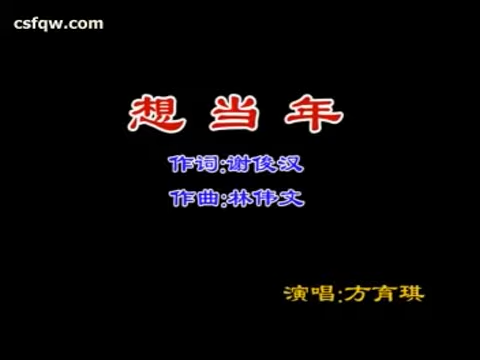 csfqw.com
想当年
作词:谢俊汉
作曲:林伟文
演唱:方育琪